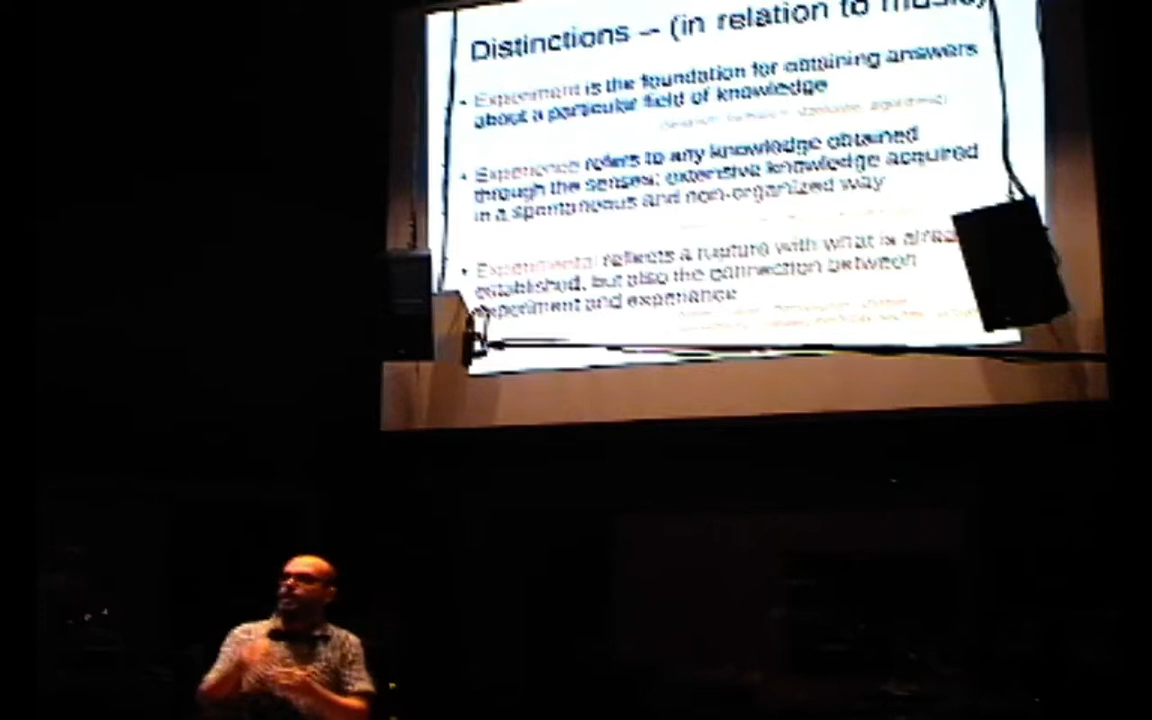 Distinctions -- (in relation to music)
• Experiment is the foundation for obtaining answers
about a particular field of knowledge
• Experience refers to any knowledge obtained
through the senses; extensive knowledge acquired
in a spontaneous and non-organized way
• Experimental reflects a rupture with what is
established, but also the connection between
experiment and experience